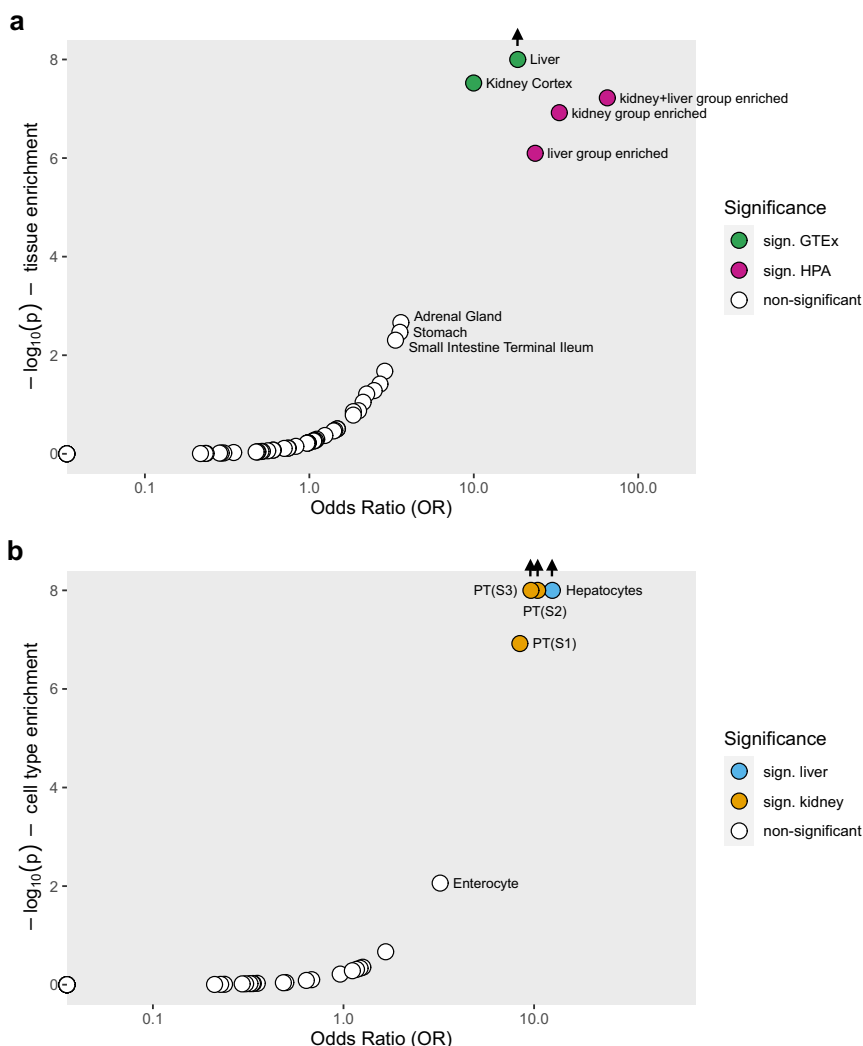 a
− log10(p) − tissue enrichment
8
6
4
2
0
Liver
Kidney Cortex
kidney+liver group enriched
kidney group enriched
liver group enriched
Adrenal Gland
Stomach
Small Intestine Terminal Ileum
0.1
1.0
10.0
100.0
Odds Ratio (OR)
Significance
sign. GTEx
sign. HPA
non-significant
b
− log10(p) − cell type enrichment
8
6
4
2
0
PT(S3)
Hepatocytes
PT(S2)
PT(S1)
Enterocyte
0.1
1.0
10.0
Odds Ratio (OR)
Significance
sign. liver
sign. kidney
non-significant